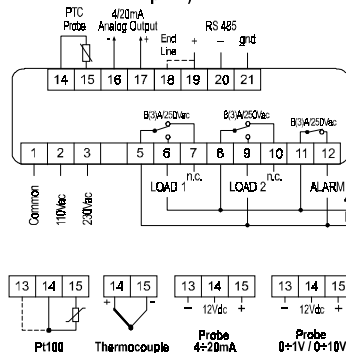 PTC 4/20mA RS 485
Probe Analog Output End + − gnd
- + Line
14 15 16 17 18 19 20 21
8(3)A/250Vac 8(3)A/250Vac 8(3)A/250Vac
1 2 3 5 6 7 8 9 10 11 12
n.c. n.c.
LOAD 1 LOAD 2 ALARM
Common
110Vac
230Vac
13 14 15 14 15 13 14 15 13 14 15
+ - − 12Vdc + − 12Vdc +
Pt100 Thermocouple Probe Probe
4÷20mA 0÷1V / 0÷10V